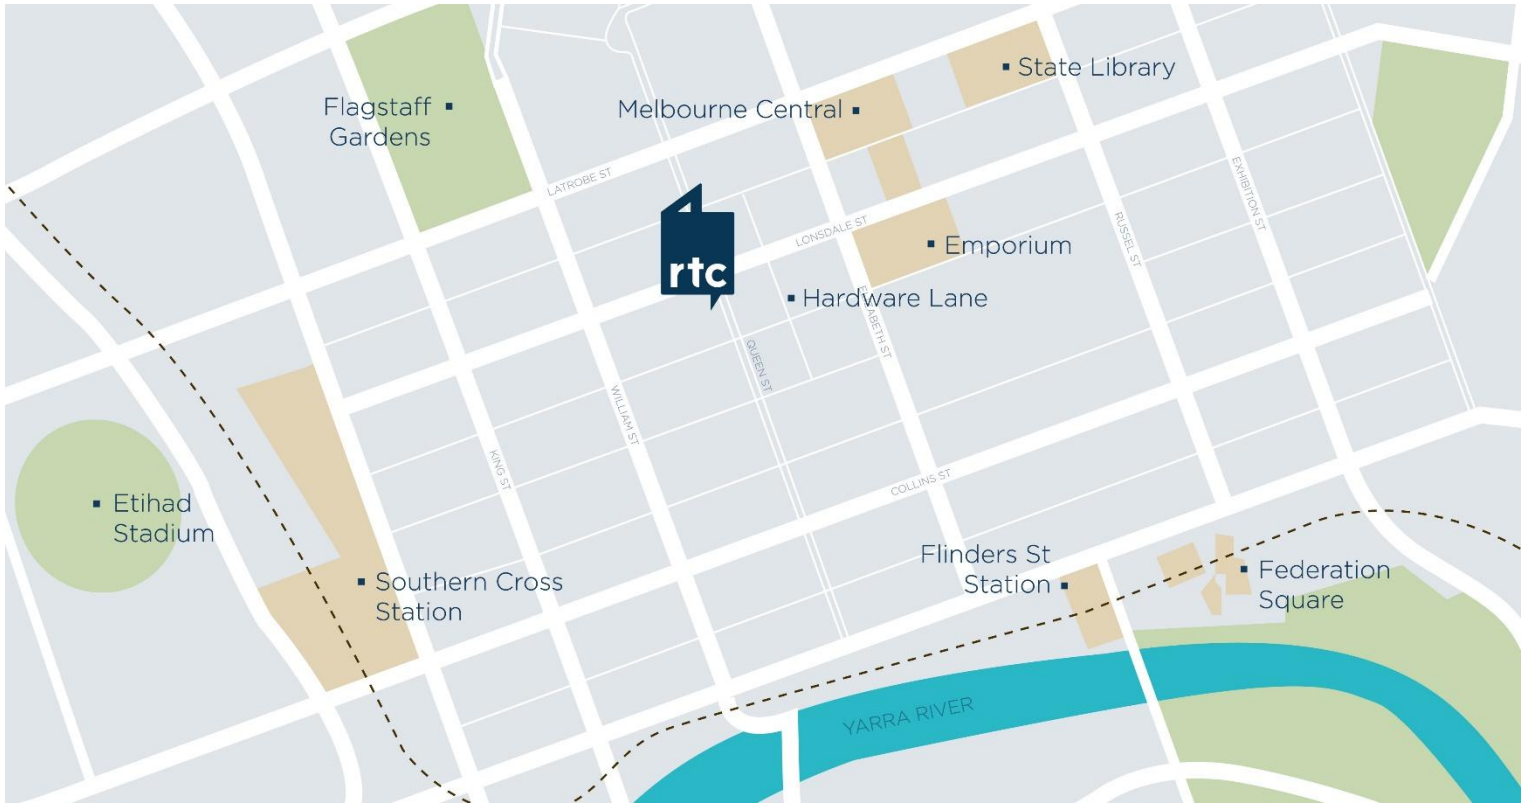 State Library
Flagstaff
Gardens
Melbourne Central
LATROBE ST
EXHIBITION ST
rtc
LONSDALE ST
RUSSEL ST
Emporium
Hardware Lane
ELIZABETH ST
QUEEN ST
WILLIAM ST
KING ST
COLLINS ST
Etihad
Stadium
Southern Cross
Station
Flinders St
Station
Federation
Square
YARRA RIVER